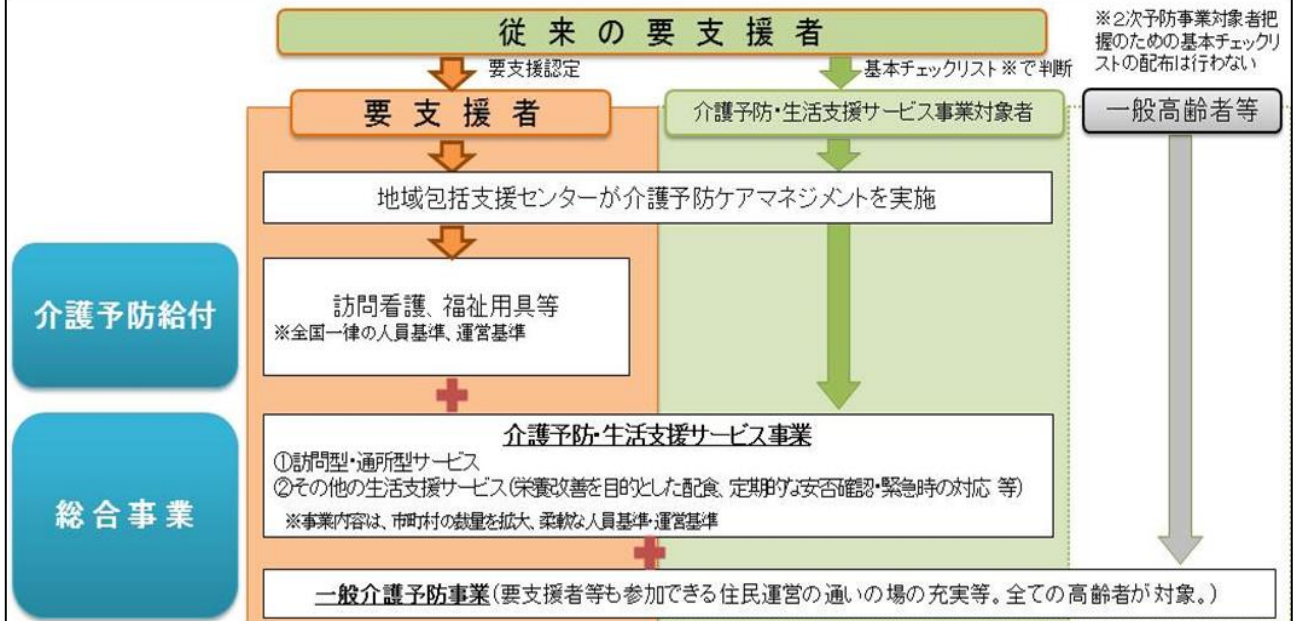 従来の要支援者
※2次予防事業対象者把
握のための基本チェックリ
ストの配布は行わない
要支援認定
基本チェックリスト※で判断
要支援者
介護予防・生活支援サービス事業対象者
一般高齢者等
地域包括支援センターが介護予防ケアマネジメントを実施
介護予防給付
訪問看護、福祉用具等
※全国一律の人員基準、運営基準
総合事業
介護予防・生活支援サービス事業
①訪問型・通所型サービス
②その他の生活支援サービス(栄養改善を目的とした配食、定期的な安否確認・緊急時の対応 等)
※事業内容は、市町村の裁量を拡大、柔軟な人員基準・運営基準
一般介護予防事業(要支援者等も参加できる住民運営の通いの場の充実等。全ての高齢者が対象。)